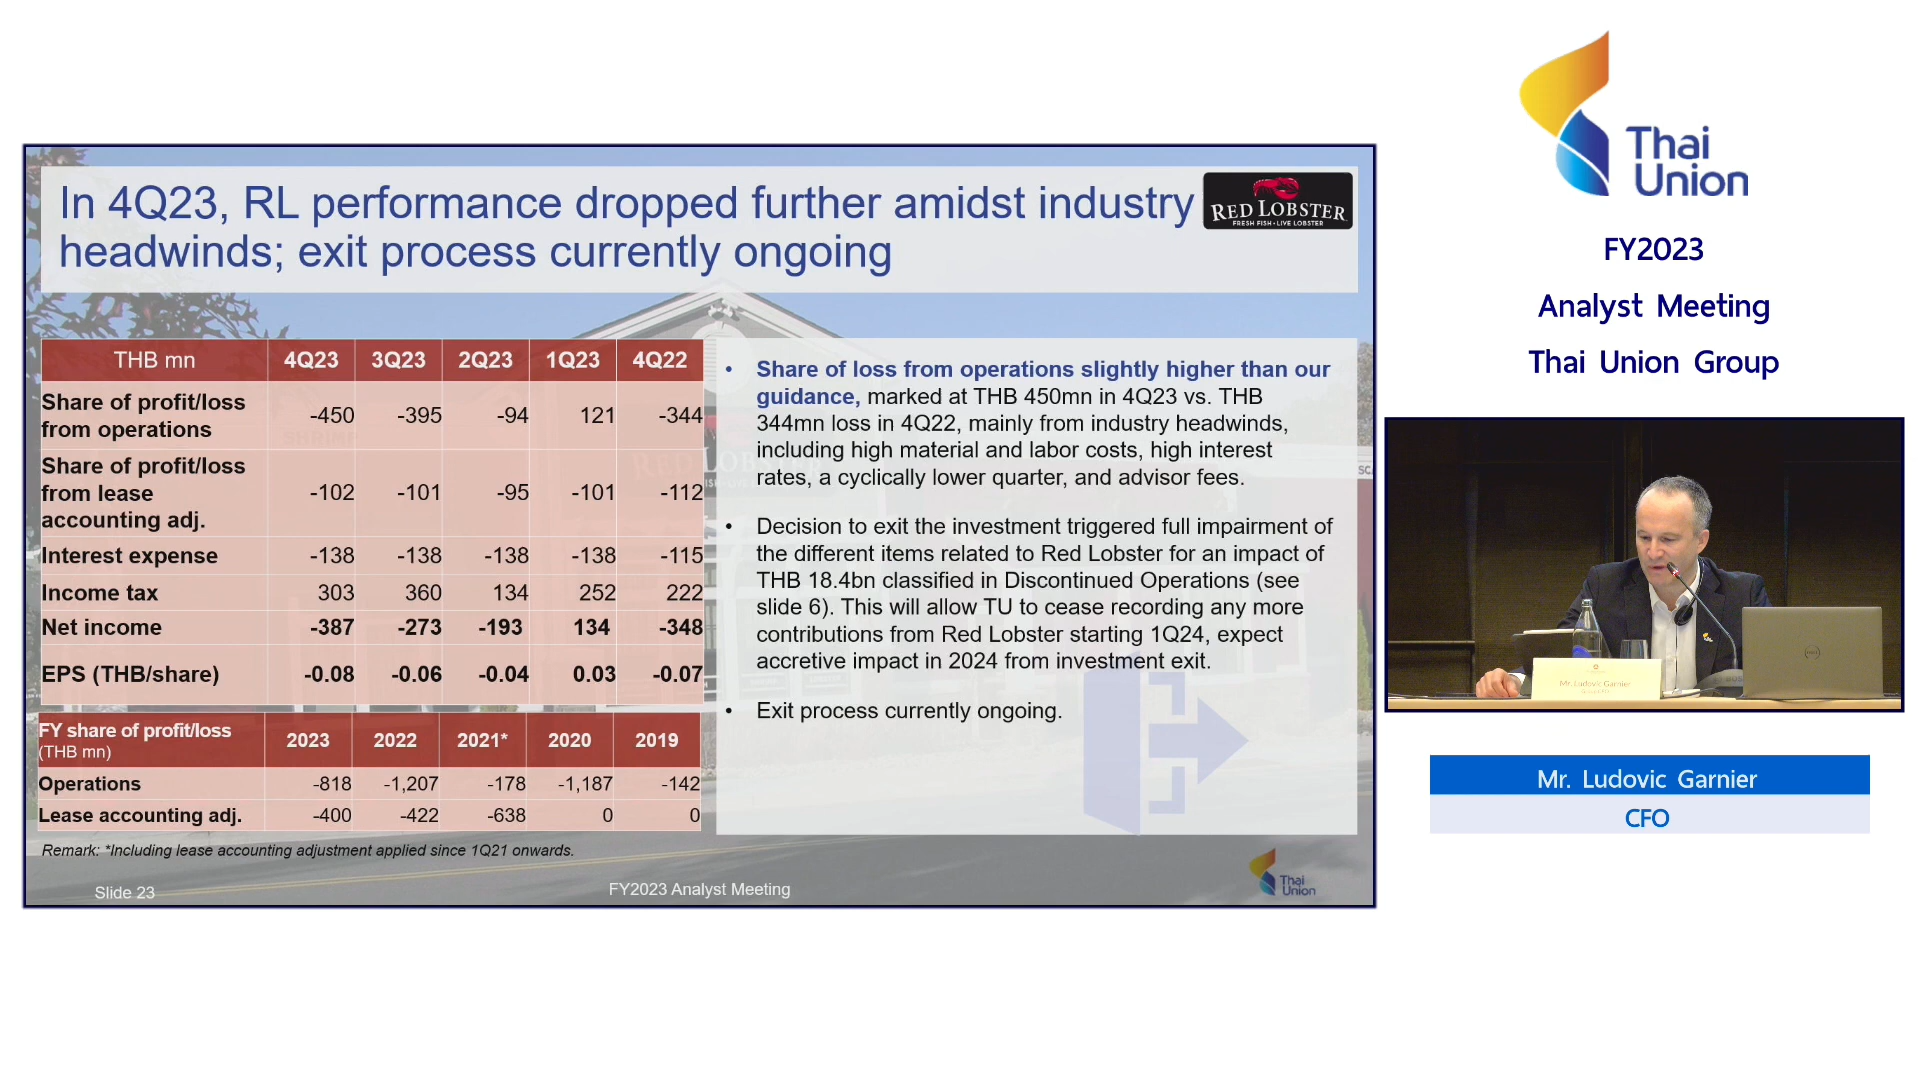 In 4Q23, RL performance dropped further amidst industry
headwinds; exit process currently ongoing
RED LOBSTER
FRESH FISH • LIVE LOBSTER
THB mn 4Q23 3Q23 2Q23 1Q23 4Q22
Share of profit/loss
from operations -450 -395 -94 121 -344
Share of profit/loss
from lease
accounting adj. -102 -101 -95 -101 -112
Interest expense -138 -138 -138 -138 -115
Income tax 303 360 134 252 222
Net income -387 -273 -193 134 -348
EPS (THB/share) -0.08 -0.06 -0.04 0.03 -0.07
FY share of profit/loss
(THB mn) 2023 2022 2021* 2020 2019
Operations -818 -1,207 -178 -1,187 -142
Lease accounting adj. -400 -422 -638 0 0
Remark: *Including lease accounting adjustment applied since 1Q21 onwards.
• Share of loss from operations slightly higher than our
guidance, marked at THB 450mn in 4Q23 vs. THB
344mn loss in 4Q22, mainly from industry headwinds,
including high material and labor costs, high interest
rates, a cyclically lower quarter, and advisor fees.
• Decision to exit the investment triggered full impairment of
the different items related to Red Lobster for an impact of
THB 18.4bn classified in Discontinued Operations (see
slide 6). This will allow TU to cease recording any more
contributions from Red Lobster starting 1Q24, expect
accretive impact in 2024 from investment exit.
• Exit process currently ongoing.
Slide 23
FY2023 Analyst Meeting
Thai
Union
Thai
Union
FY2023
Analyst Meeting
Thai Union Group
Mr. Ludovic Garnier
Mr. Ludovic Garnier
CFO